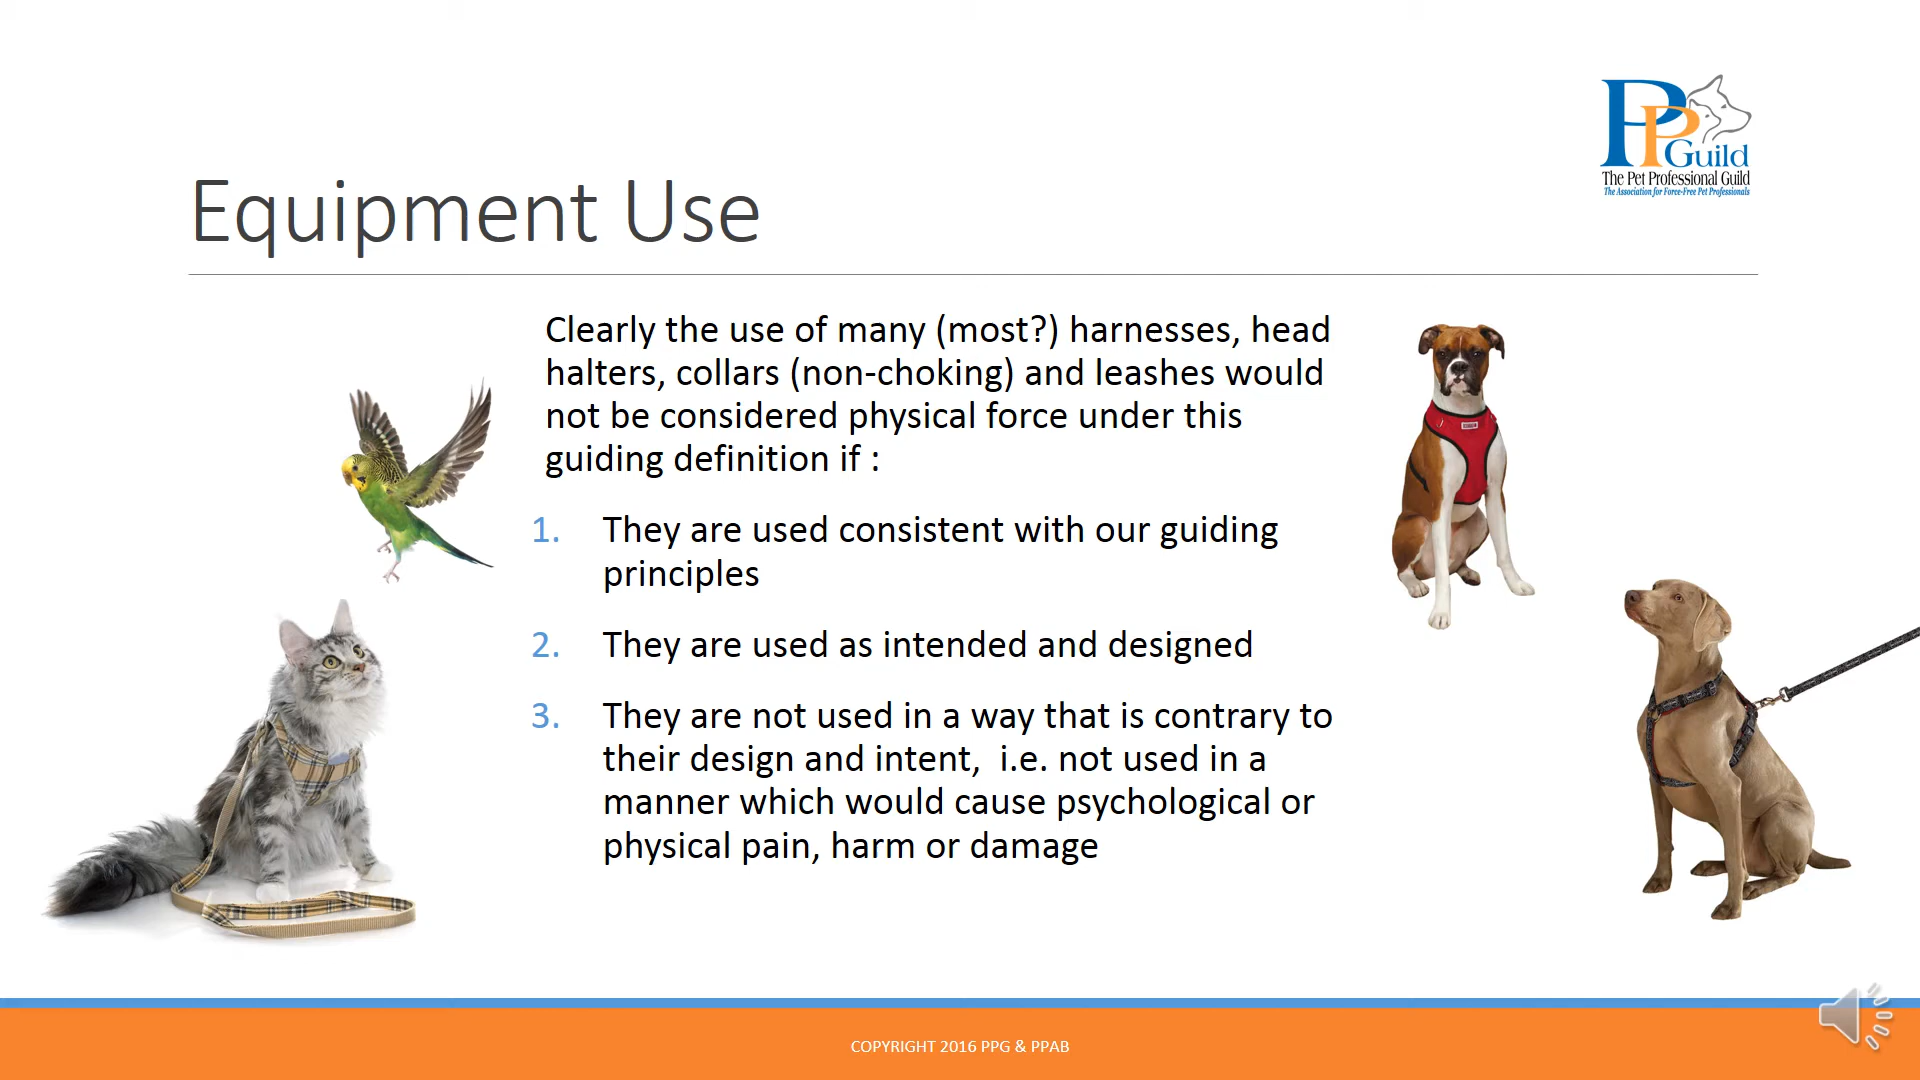 PP
Guild
The Pet Professional Guild
The Association for Force-Free Pet Professionals
Equipment Use
Clearly the use of many (most?) harnesses, head
halters, collars (non-choking) and leashes would
not be considered physical force under this
guiding definition if :
1. They are used consistent with our guiding
principles
2. They are used as intended and designed
3. They are not used in a way that is contrary to
their design and intent,  i.e. not used in a
manner which would cause psychological or
physical pain, harm or damage
COPYRIGHT 2016 PPG & PPAB